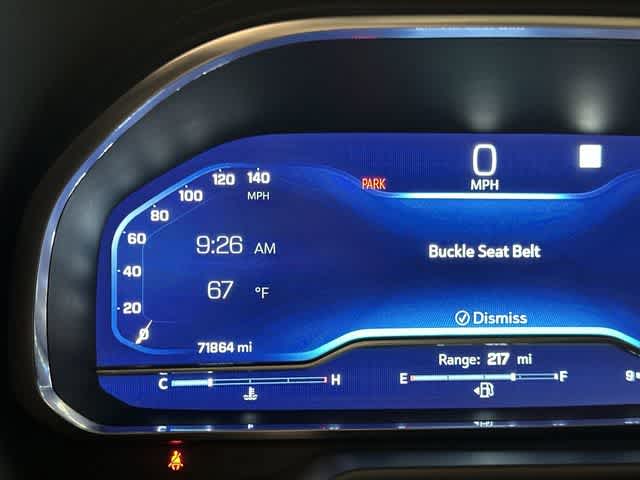 0
PARK
MPH
120 140
100 MPH
80
60
9:26 AM
Buckle Seat Belt
40
67 °F
20
0
Dismiss
71864 mi
Range: 217 mi
C H
E F